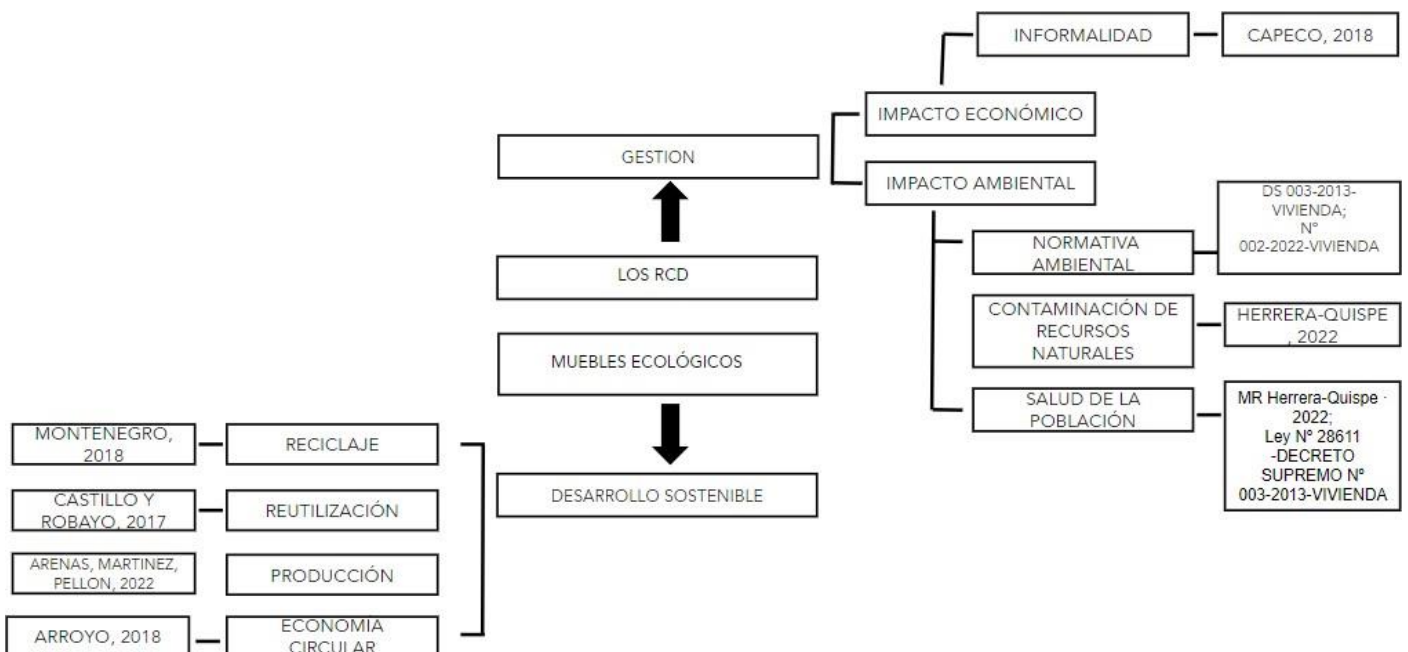 INFORMALIDAD
CAPECO, 2018
IMPACTO ECONÓMICO
GESTION
IMPACTO AMBIENTAL
DS 003-2013-
VIVIENDA;
Nº
002-2022-VIVIENDA
NORMATIVA
AMBIENTAL
LOS RCD
CONTAMINACIÓN DE
RECURSOS
NATURALES
HERRERA-QUISPE
, 2022
MUEBLES ECOLÓGICOS
SALUD DE LA
POBLACIÓN
MR Herrera-Quispe ·
2022;
Ley Nº 28611
-DECRETO
SUPREMO Nº
003-2013-VIVIENDA
MONTENEGRO,
2018
RECICLAJE
DESARROLLO SOSTENIBLE
CASTILLO Y
ROBAYO, 2017
REUTILIZACIÓN
ARENAS, MARTINEZ,
PELLON, 2022
PRODUCCIÓN
ARROYO, 2018
ECONOMIA
CIRCULAR